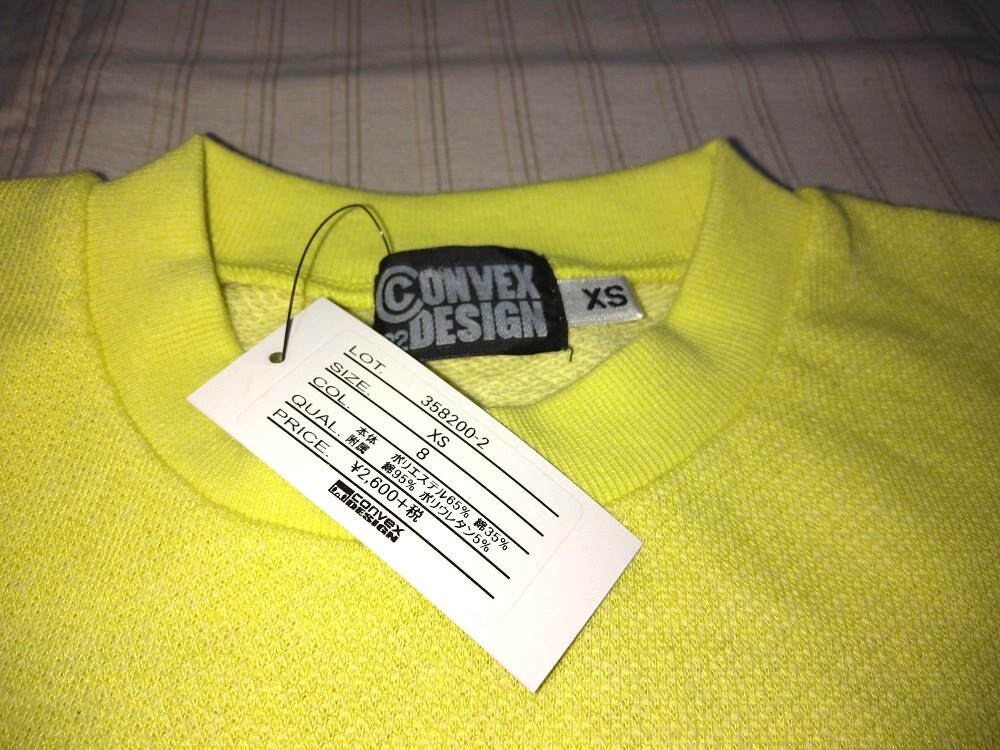 CONVEX
DESIGN
XS
LOT. 358200-2
SIZE. XS
COL. 8
QUAL. 本体 ポリエステル65% 綿35%
附属 綿95% ポリウレタン5%
PRICE. ¥2,600+税
convex
DESIGN